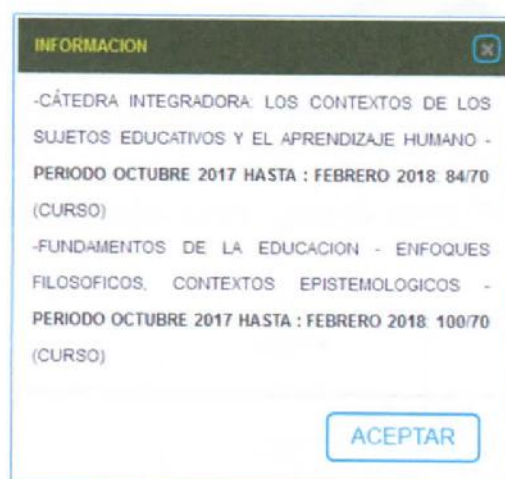 INFORMACION
-CÁTEDRA INTEGRADORA: LOS CONTEXTOS DE LOS
SUJETOS EDUCATIVOS Y EL APRENDIZAJE HUMANO -
PERIODO OCTUBRE 2017 HASTA : FEBRERO 2018: 84/70
(CURSO)
-FUNDAMENTOS DE LA EDUCACION - ENFOQUES
FILOSOFICOS, CONTEXTOS EPISTEMOLOGICOS -
PERIODO OCTUBRE 2017 HASTA : FEBRERO 2018: 100/70
(CURSO)
ACEPTAR